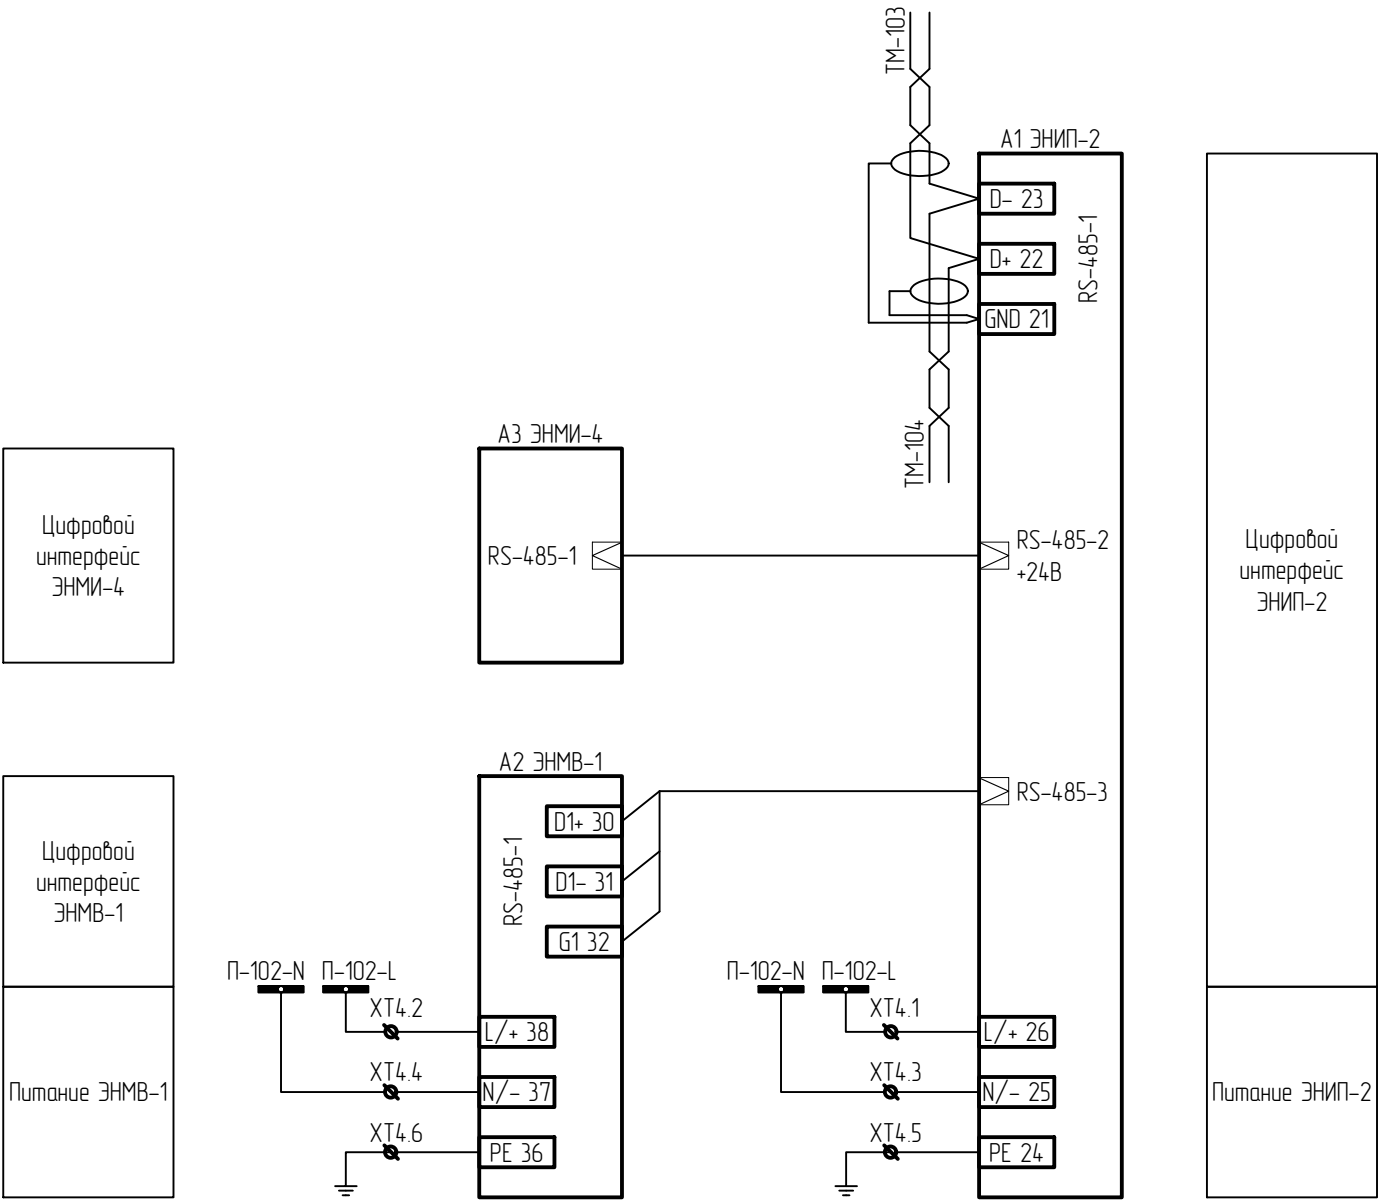 ТМ-103
А1 ЭНИП-2
D- 23
D+ 22
GND 21
RS-485-1
ТМ-104
Цифровой
интерфейс
ЭНМИ-4
А3 ЭНМИ-4
RS-485-1
RS-485-2
+24В
Цифровой
интерфейс
ЭНИП-2
Цифровой
интерфейс
ЭНМВ-1
А2 ЭНМВ-1
D1+ 30
D1- 31
G1 32
RS-485-1
RS-485-3
П-102-N
П-102-L
XT4.2
L/+ 38
XT4.4
N/- 37
XT4.6
PE 36
Питание ЭНМВ-1
П-102-N
П-102-L
XT4.1
L/+ 26
XT4.3
N/- 25
XT4.5
PE 24
Питание ЭНИП-2